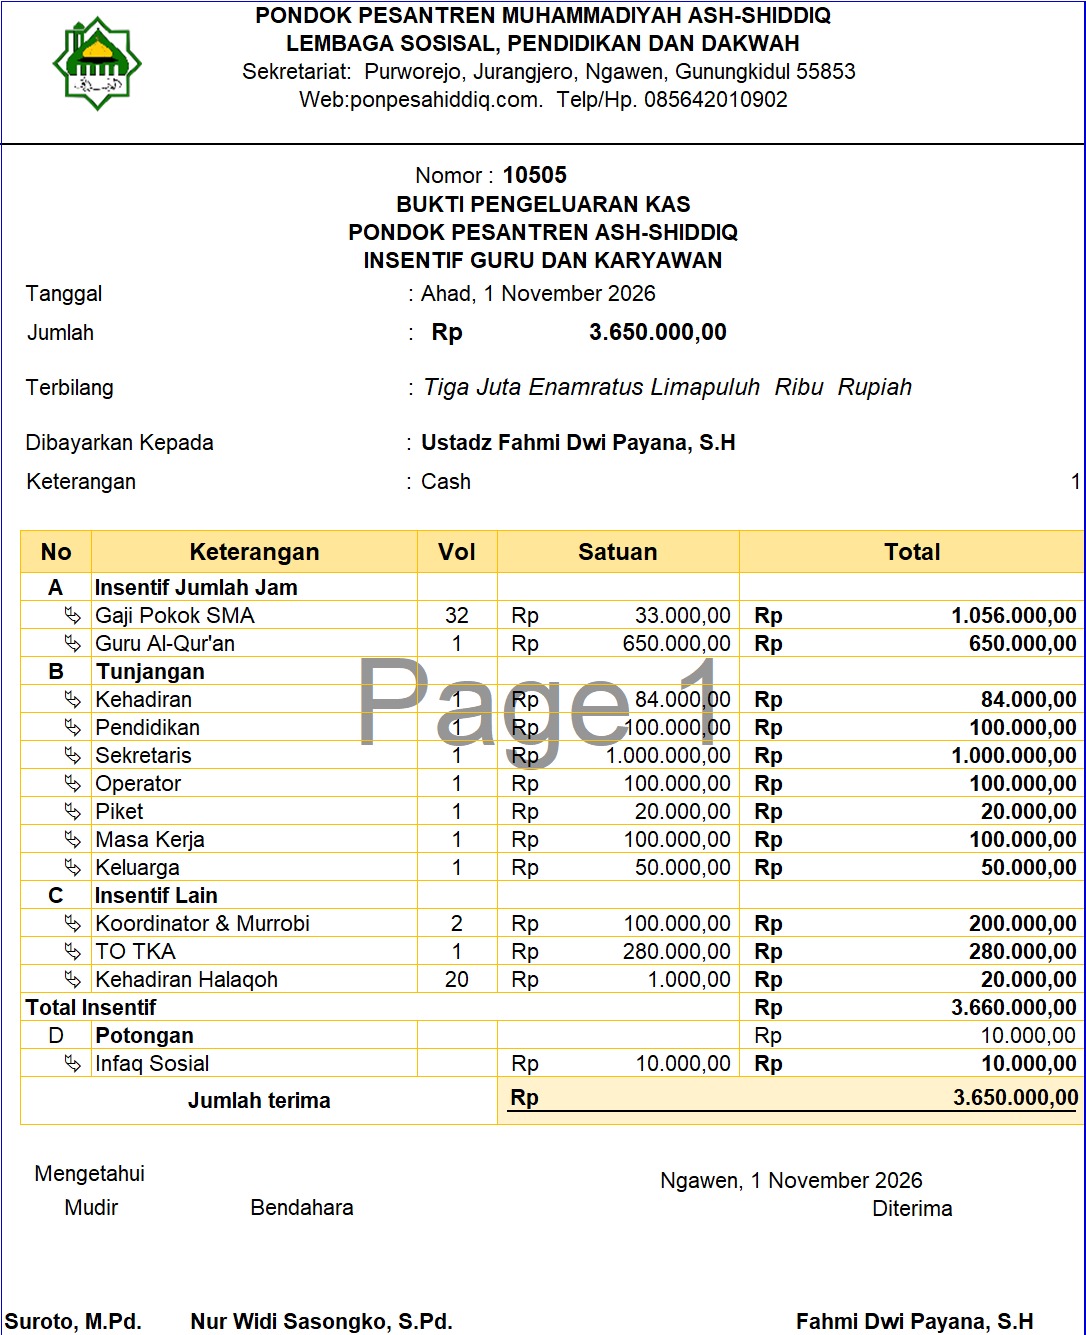 PONDOK PESANTREN MUHAMMADIYAH ASH-SHIDDIQ
LEMBAGA SOSISAL, PENDIDIKAN DAN DAKWAH
Sekretariat: Purworejo, Jurangjero, Ngawen, Gunungkidul 55853
Web:ponpesahiddiq.com. Telp/Hp. 085642010902
Nomor : 10505
BUKTI PENGELUARAN KAS
PONDOK PESANTREN ASH-SHIDDIQ
INSENTIF GURU DAN KARYAWAN
Tanggal : Ahad, 1 November 2026
Jumlah : Rp 3.650.000,00
Terbilang : Tiga Juta Enamratus Limapuluh Ribu Rupiah
Dibayarkan Kepada : Ustadz Fahmi Dwi Payana, S.H
Keterangan : Cash 1
No Keterangan Vol Satuan Total
A Insentif Jumlah Jam
Gaji Pokok SMA 32 Rp 33.000,00 Rp 1.056.000,00
Guru Al-Qur'an 1 Rp 650.000,00 Rp 650.000,00
B Tunjangan
Kehadiran 1 Rp 84.000,00 Rp 84.000,00
Pendidikan 1 Rp 100.000,00 Rp 100.000,00
Sekretaris 1 Rp 1.000.000,00 Rp 1.000.000,00
Operator 1 Rp 100.000,00 Rp 100.000,00
Piket 1 Rp 20.000,00 Rp 20.000,00
Masa Kerja 1 Rp 100.000,00 Rp 100.000,00
Keluarga 1 Rp 50.000,00 Rp 50.000,00
C Insentif Lain
Koordinator & Murrobi 2 Rp 100.000,00 Rp 200.000,00
TO TKA 1 Rp 280.000,00 Rp 280.000,00
Kehadiran Halaqoh 20 Rp 1.000,00 Rp 20.000,00
Total Insentif Rp 3.660.000,00
D Potongan Rp 10.000,00
Infaq Sosial Rp 10.000,00 Rp 10.000,00
Jumlah terima Rp 3.650.000,00
Page 1
Mengetahui
Ngawen, 1 November 2026
Mudir Bendahara Diterima
Suroto, M.Pd. Nur Widi Sasongko, S.Pd. Fahmi Dwi Payana, S.H